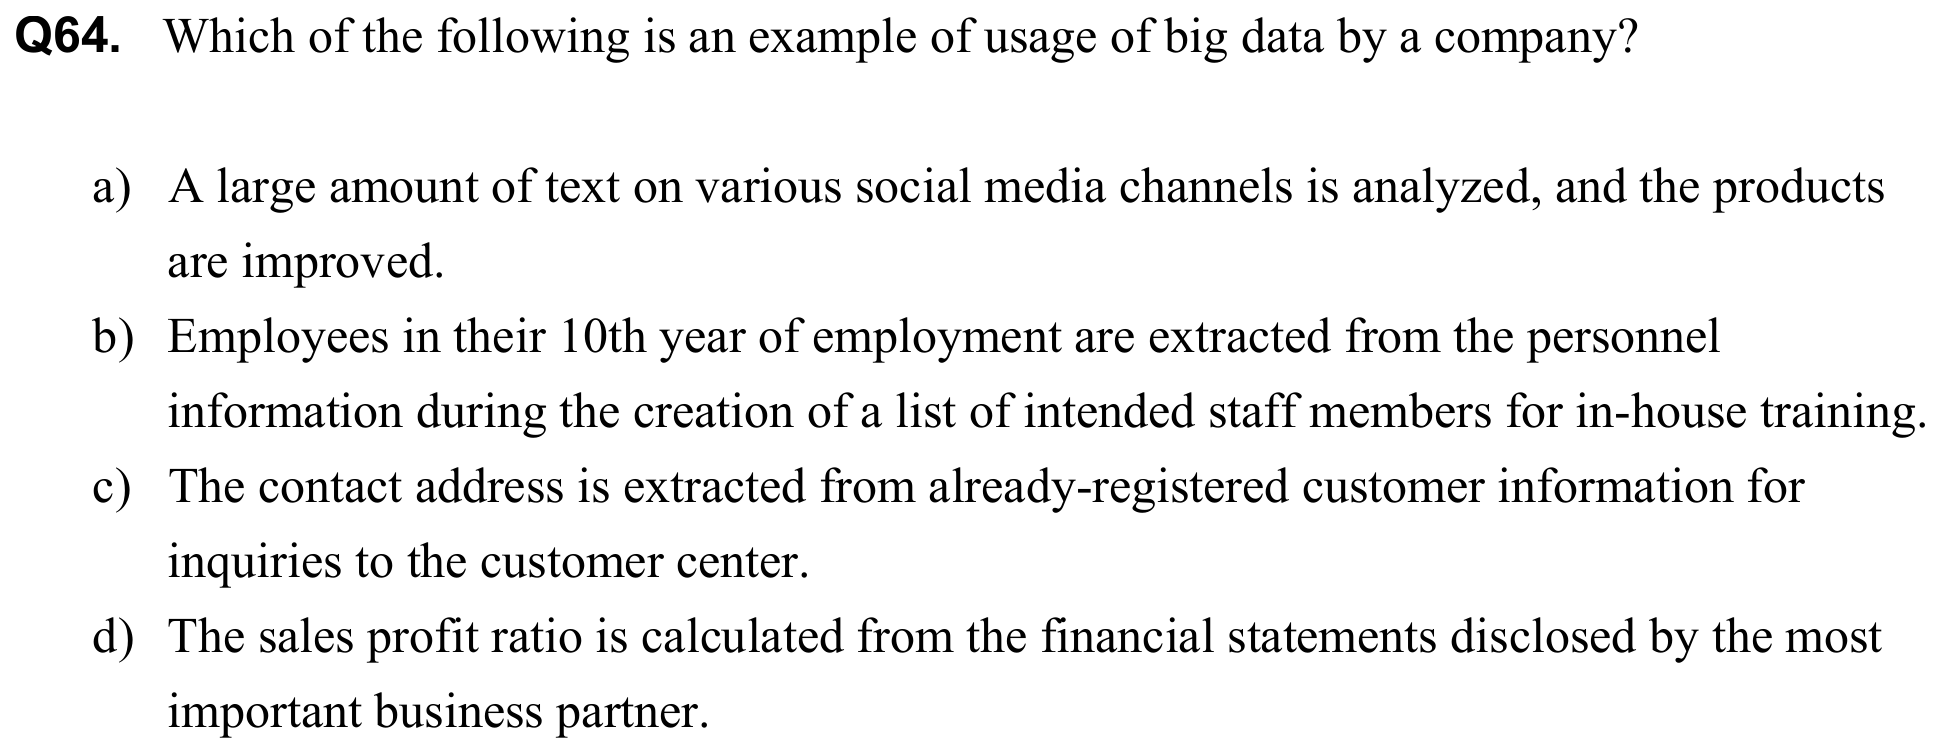 Q64. Which of the following is an example of usage of big data by a company?
a) A large amount of text on various social media channels is analyzed, and the products
are improved.
b) Employees in their 10th year of employment are extracted from the personnel
information during the creation of a list of intended staff members for in-house training.
c) The contact address is extracted from already-registered customer information for
inquiries to the customer center.
d) The sales profit ratio is calculated from the financial statements disclosed by the most
important business partner.